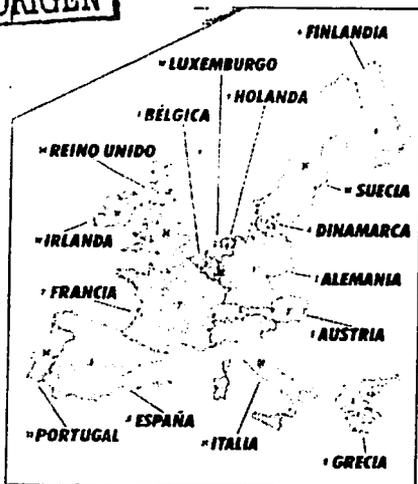 ORIGEN
FINLANDIA
LUXEMBURGO
HOLANDA
BÉLGICA
REINO UNIDO
SUECIA
IRLANDA
DINAMARCA
ALEMANIA
FRANCIA
AUSTRIA
ESPAÑA
PORTUGAL
ITALIA
GRECIA